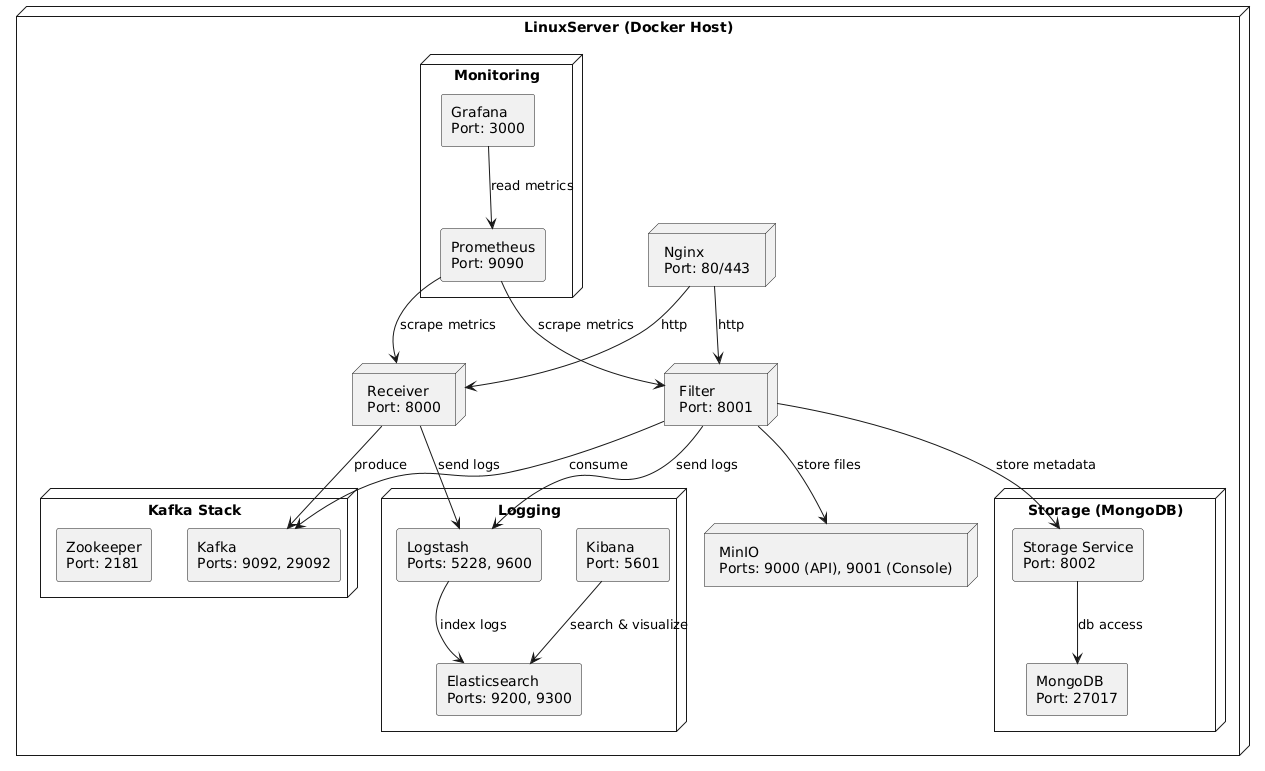 LinuxServer (Docker Host)
Monitoring
Grafana
Port: 3000
read metrics
Prometheus
Port: 9090
Nginx
Port: 80/443
scrape metrics
scrape metrics
http
http
Receiver
Port: 8000
Filter
Port: 8001
produce
send logs
consume
send logs
store files
store metadata
Kafka Stack
Zookeeper
Port: 2181
Kafka
Ports: 9092, 29092
Logging
Logstash
Ports: 5228, 9600
Kibana
Port: 5601
index logs
search & visualize
Elasticsearch
Ports: 9200, 9300
MinIO
Ports: 9000 (API), 9001 (Console)
Storage (MongoDB)
Storage Service
Port: 8002
db access
MongoDB
Port: 27017